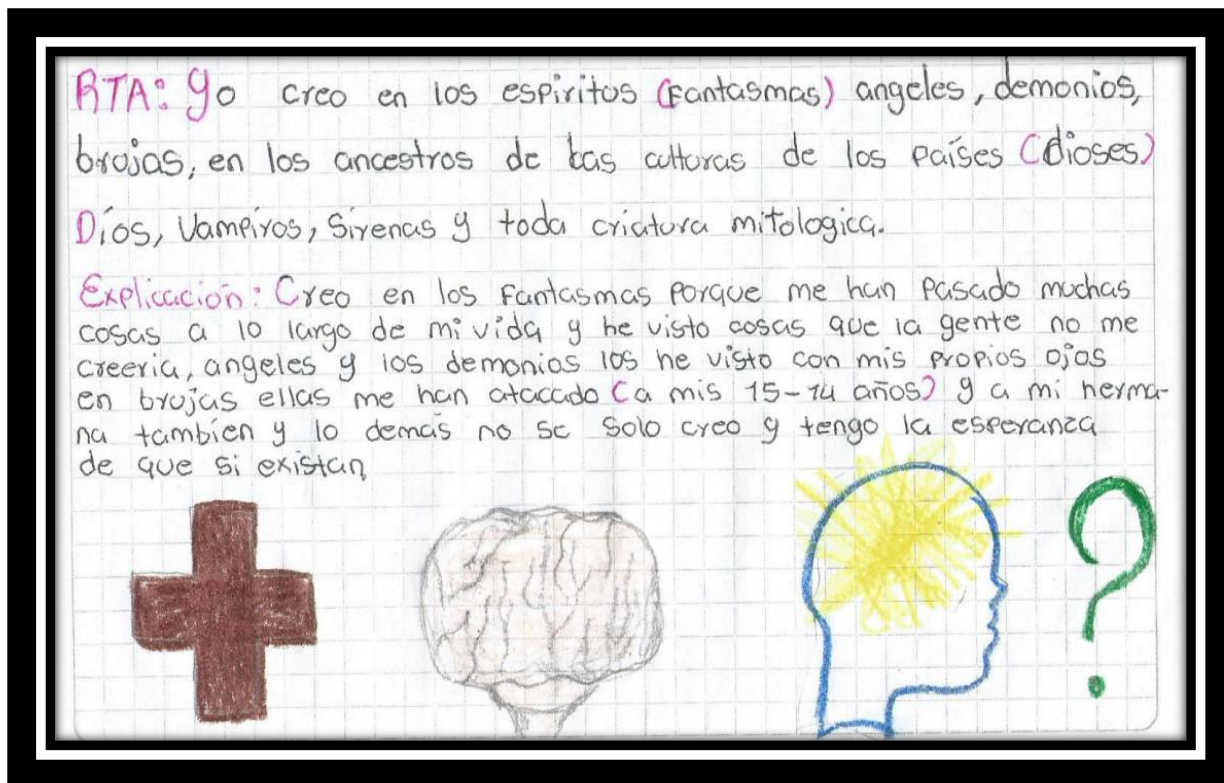 RTA: Yo creo en los espiritos (Fantasmas) angeles, demonios,
brujas, en los ancestros de las culturas de los países (dioses)
Díos, Vampiros, Sirenas y toda criatura mitologica.
Explicación: Creo en los Fantasmas Porque me han Pasado muchas
cosas a lo largo de mi vida y he visto cosas que la gente no me
creeria, angeles y los demonios los he visto con mis propios ojos
en brujas ellas me han atacado (a mis 15-14 años) y a mi herma-
na tambien y lo demás no se Solo creo y tengo la esperanza
de que si existan,
?